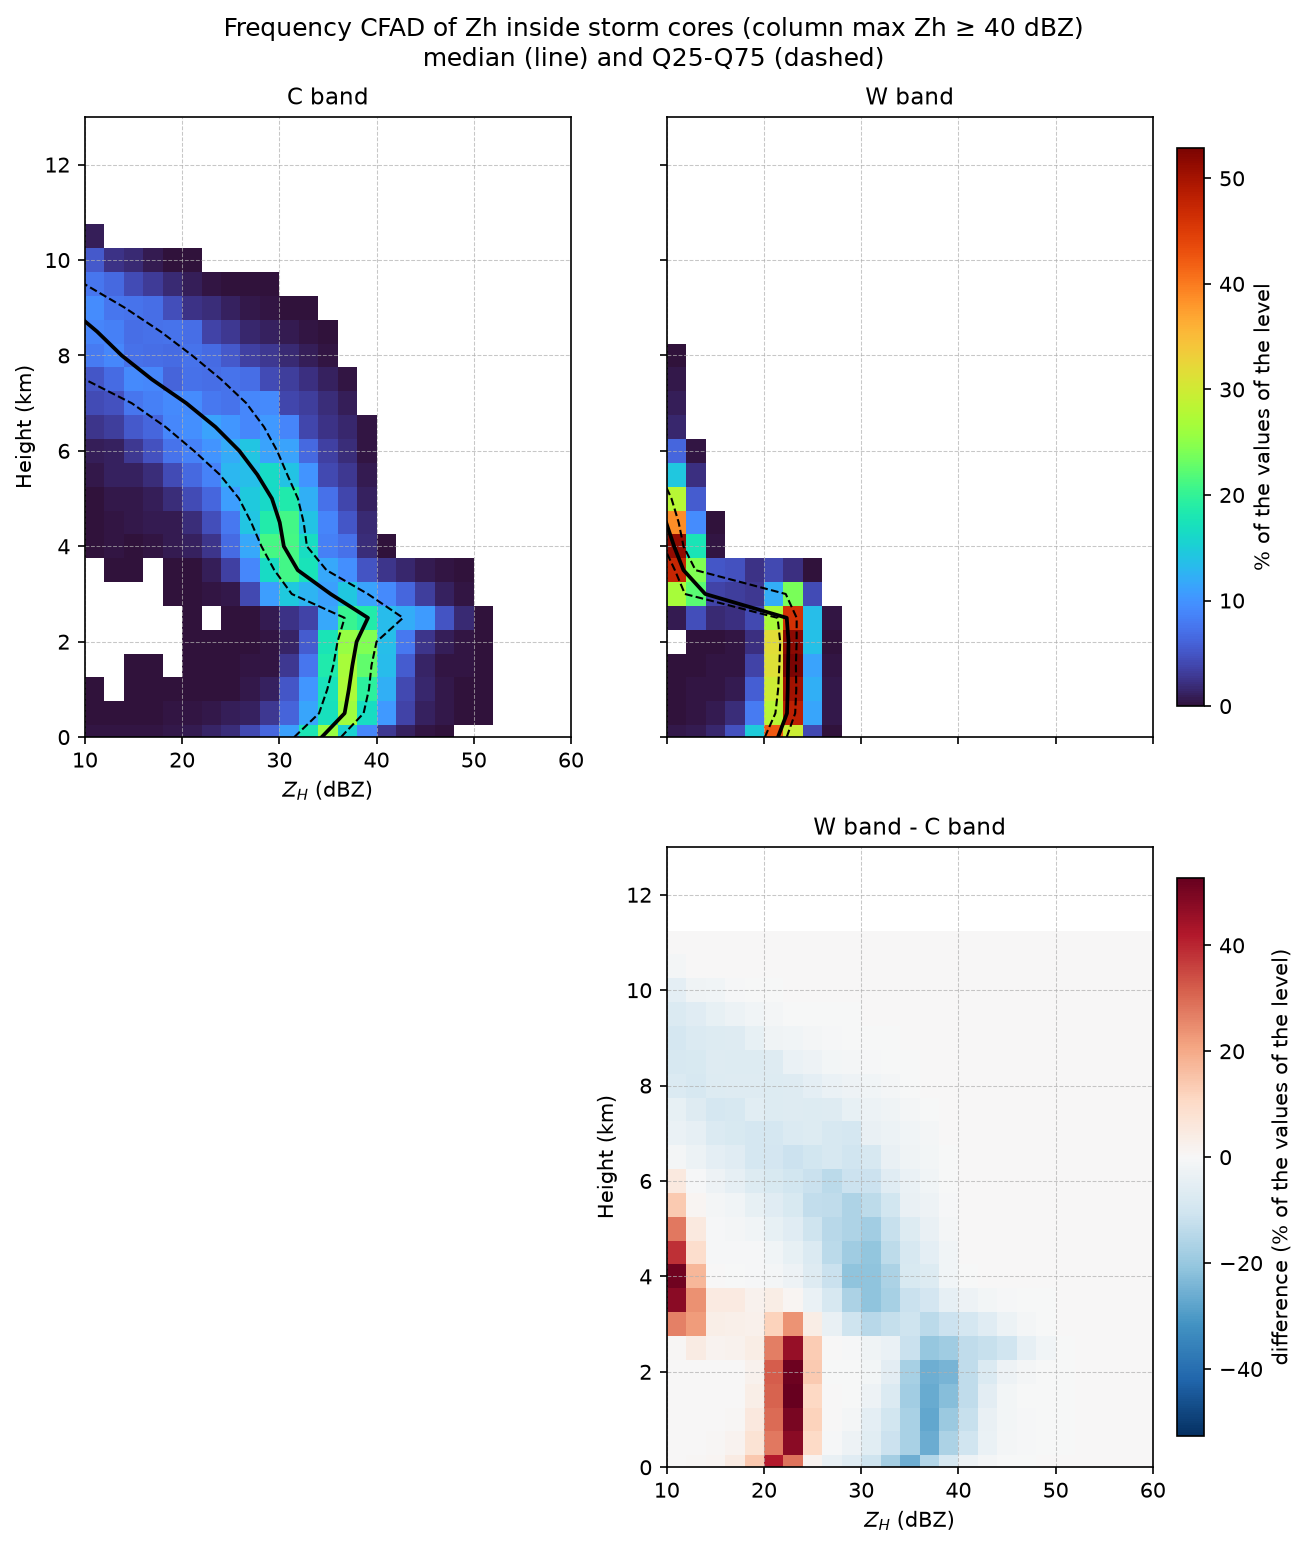 Frequency CFAD of Zh inside storm cores (column max Zh ≥ 40 dBZ)
median (line) and Q25-Q75 (dashed)
C band
W band
12
10
8
6
4
2
0
Height (km)
10 20 30 40 50 60
Z_H (dBZ)
50
40
30
20
10
0
% of the values of the level
W band - C band
12
10
8
6
4
2
0
Height (km)
10 20 30 40 50 60
Z_H (dBZ)
40
20
0
−20
−40
difference (% of the values of the level)